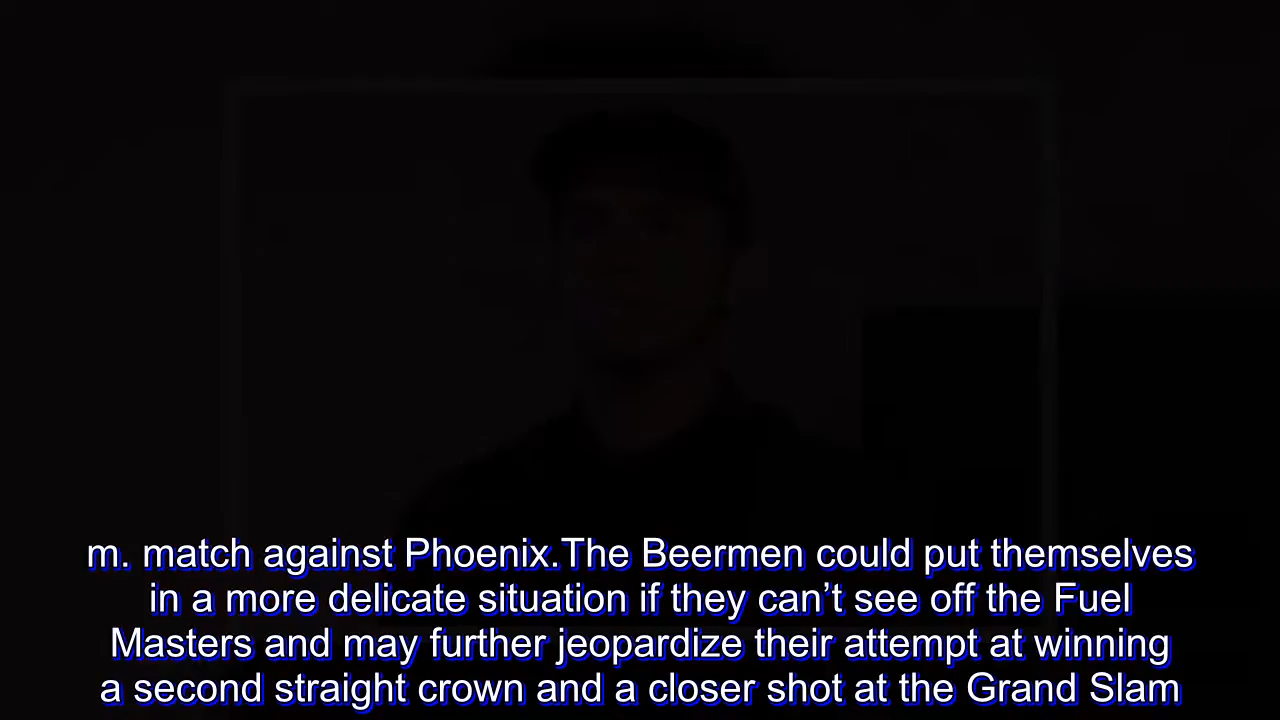 m. match against Phoenix.The Beermen could put themselves
in a more delicate situation if they can’t see off the Fuel
Masters and may further jeopardize their attempt at winning
a second straight crown and a closer shot at the Grand Slam